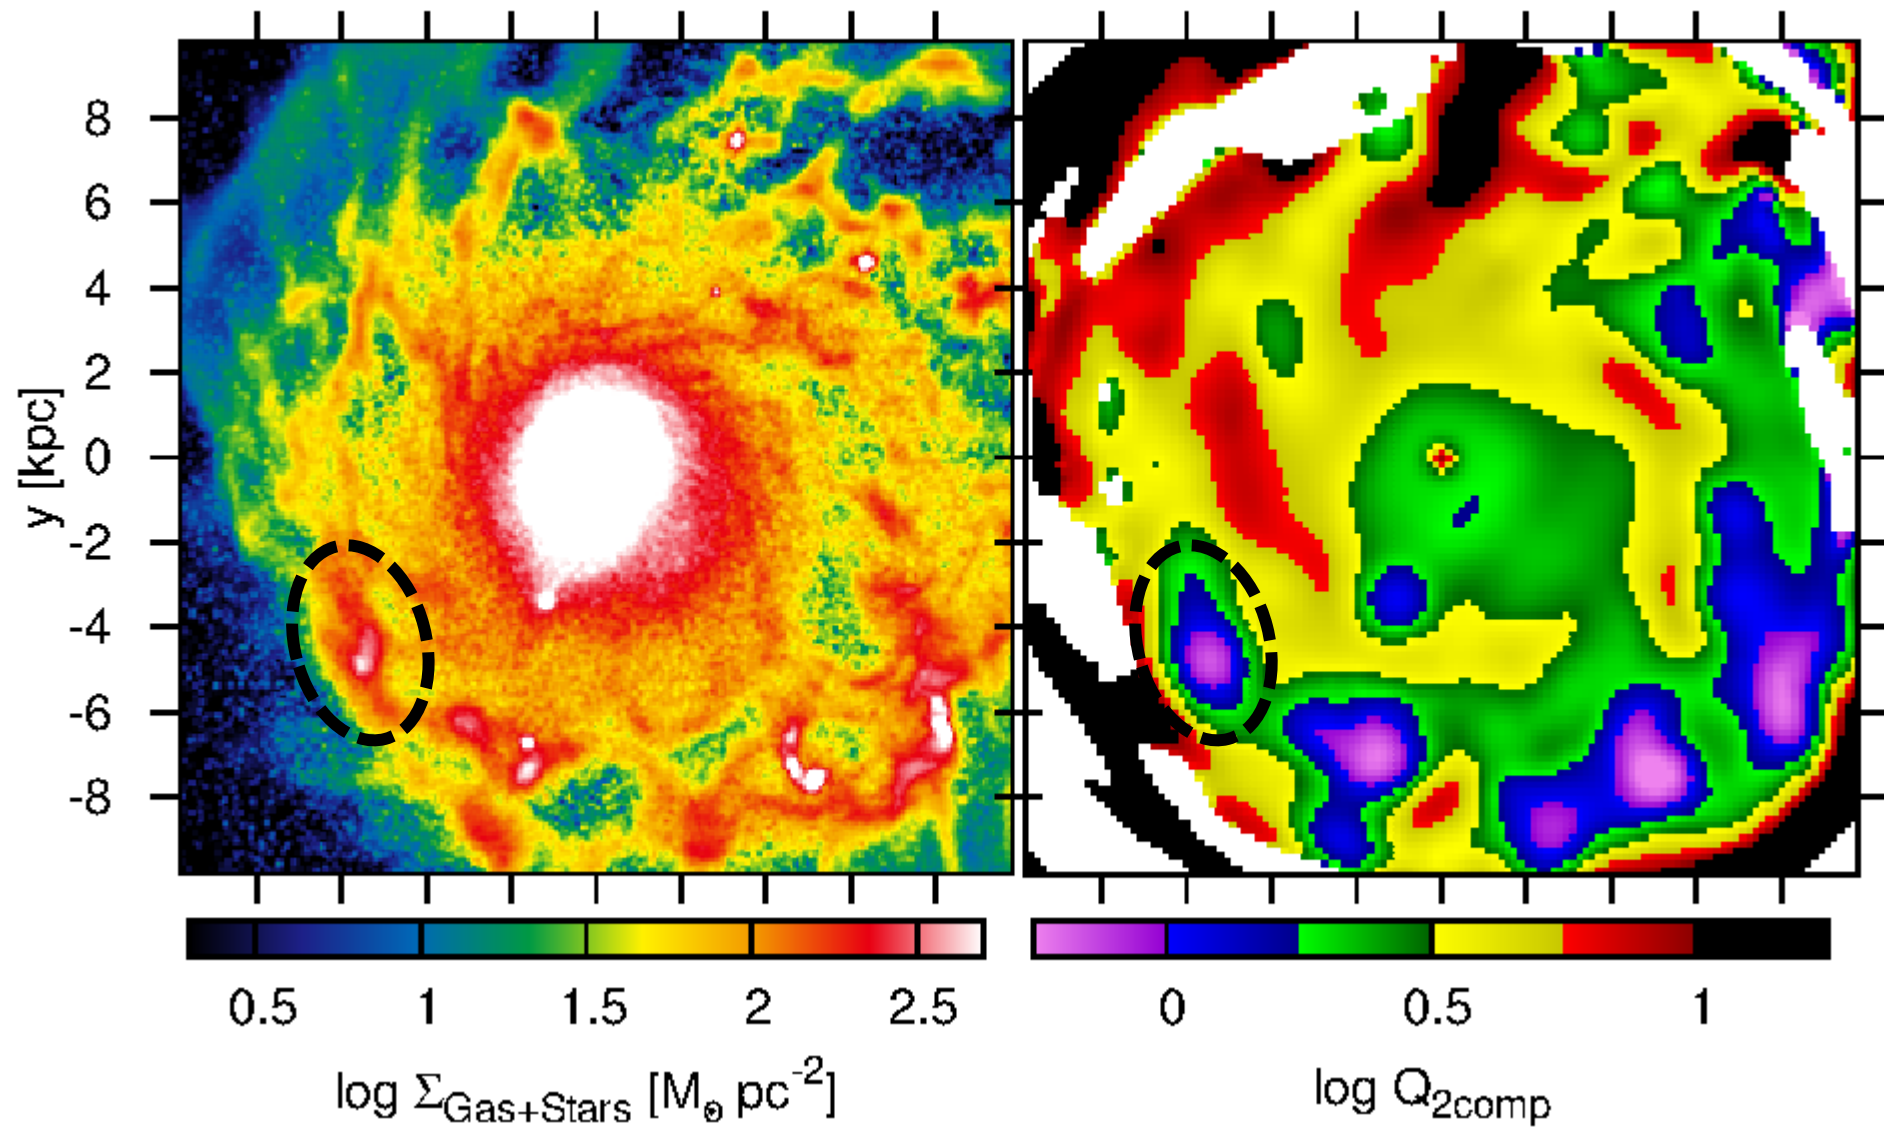 8
6
4
2
0
-2
-4
-6
-8
y [kpc]
0.5 1 1.5 2 2.5
0 0.5 1
log Σ_Gas+Stars [M_⊙ pc^-2]
log Q_2comp